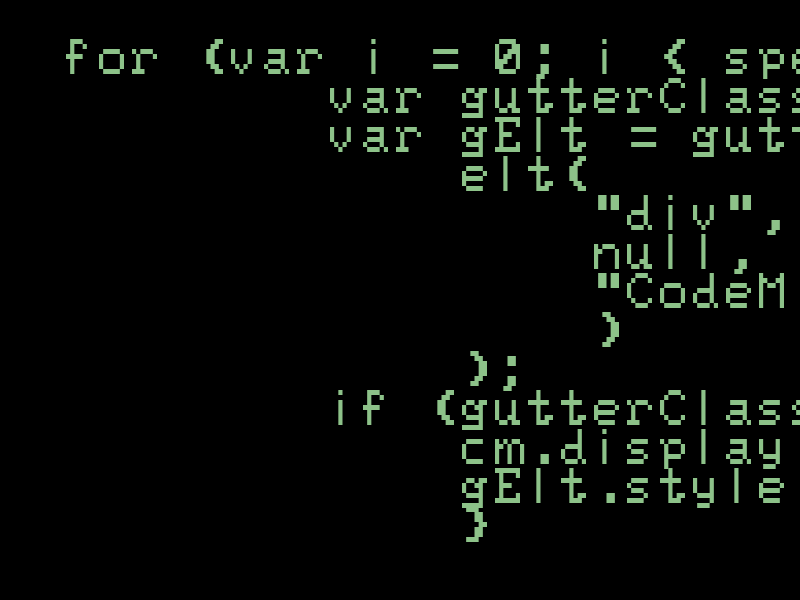 for (var i = 0; i { spe
var gutterClass
var gElt = gutt
elt(
"div",
null,
"CodeM
)
);
if (gutterClass
cm.display
gElt.style
}